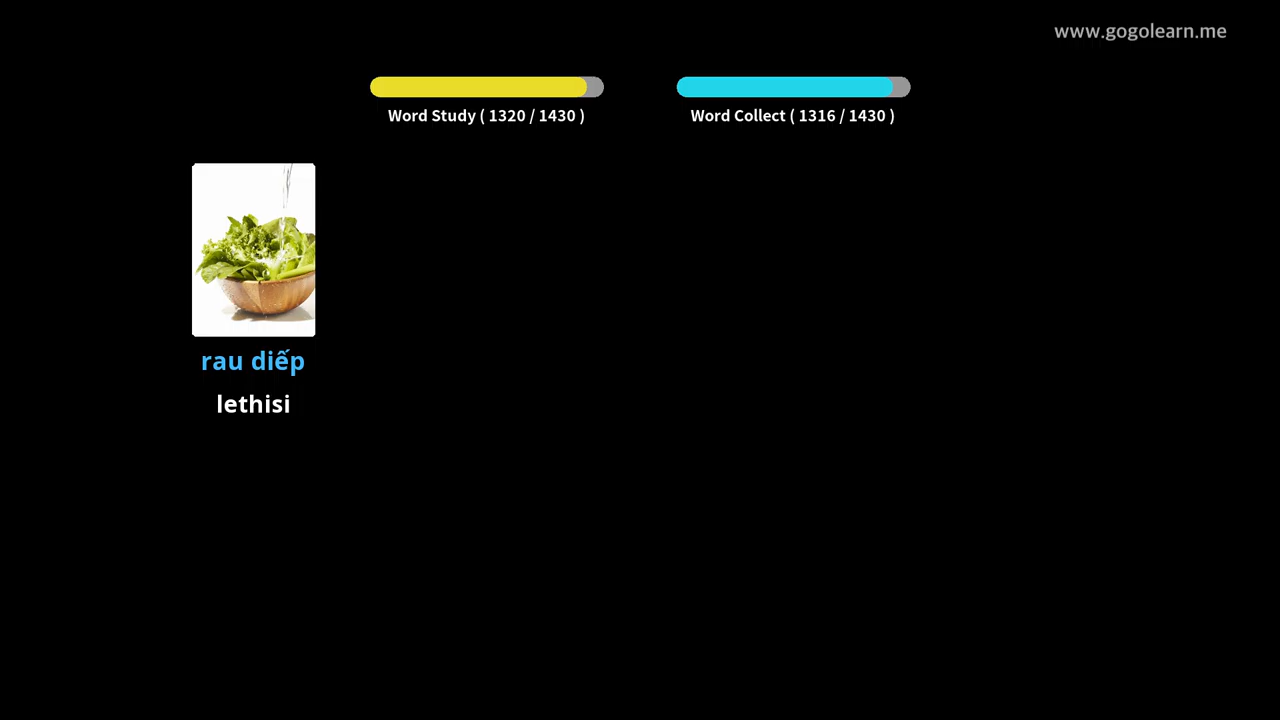 www.gogolearn.me
Word Study ( 1320 / 1430 )
Word Collect ( 1316 / 1430 )
rau diếp
lethisi